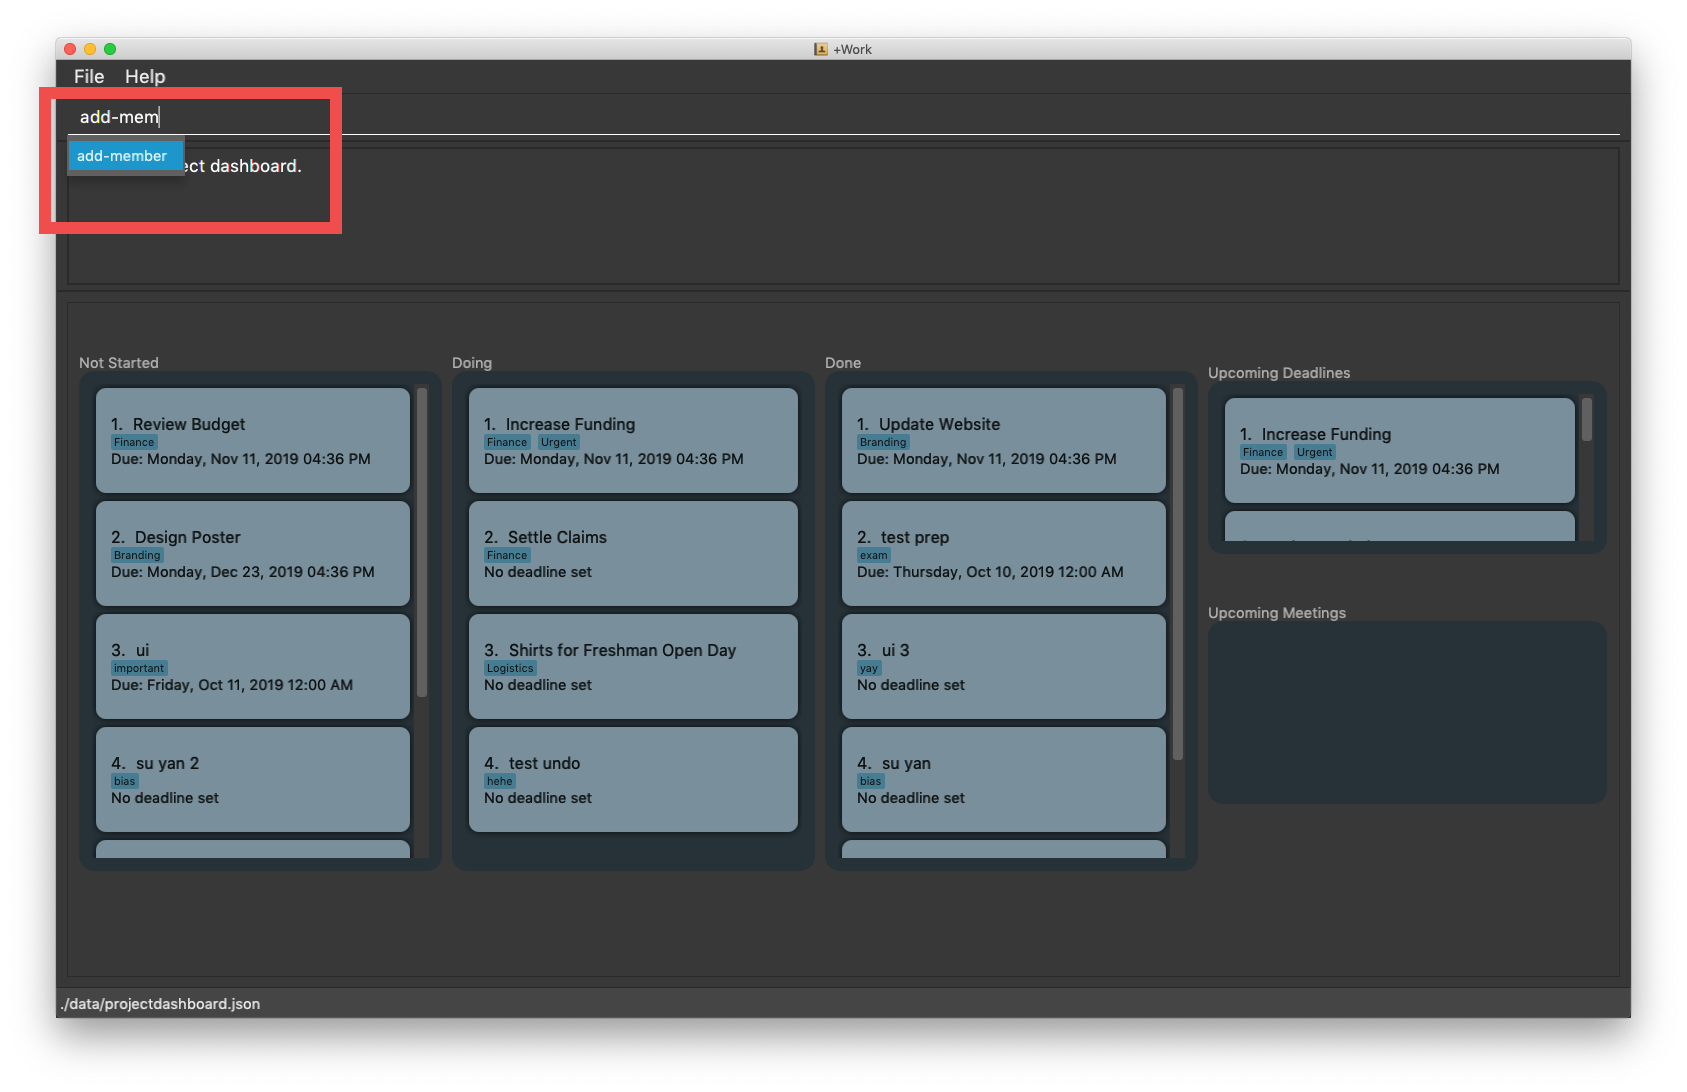 +Work
File Help
add-mem
add-member
ect dashboard.
Not Started
1. Review Budget
Finance
Due: Monday, Nov 11, 2019 04:36 PM
2. Design Poster
Branding
Due: Monday, Dec 23, 2019 04:36 PM
3. ui
important
Due: Friday, Oct 11, 2019 12:00 AM
4. su yan 2
bias
No deadline set
Doing
1. Increase Funding
Finance Urgent
Due: Monday, Nov 11, 2019 04:36 PM
2. Settle Claims
Finance
No deadline set
3. Shirts for Freshman Open Day
Logistics
No deadline set
4. test undo
hehe
No deadline set
Done
1. Update Website
Branding
Due: Monday, Nov 11, 2019 04:36 PM
2. test prep
exam
Due: Thursday, Oct 10, 2019 12:00 AM
3. ui 3
yay
No deadline set
4. su yan
bias
No deadline set
Upcoming Deadlines
1. Increase Funding
Finance Urgent
Due: Monday, Nov 11, 2019 04:36 PM
Upcoming Meetings
./data/projectdashboard.json